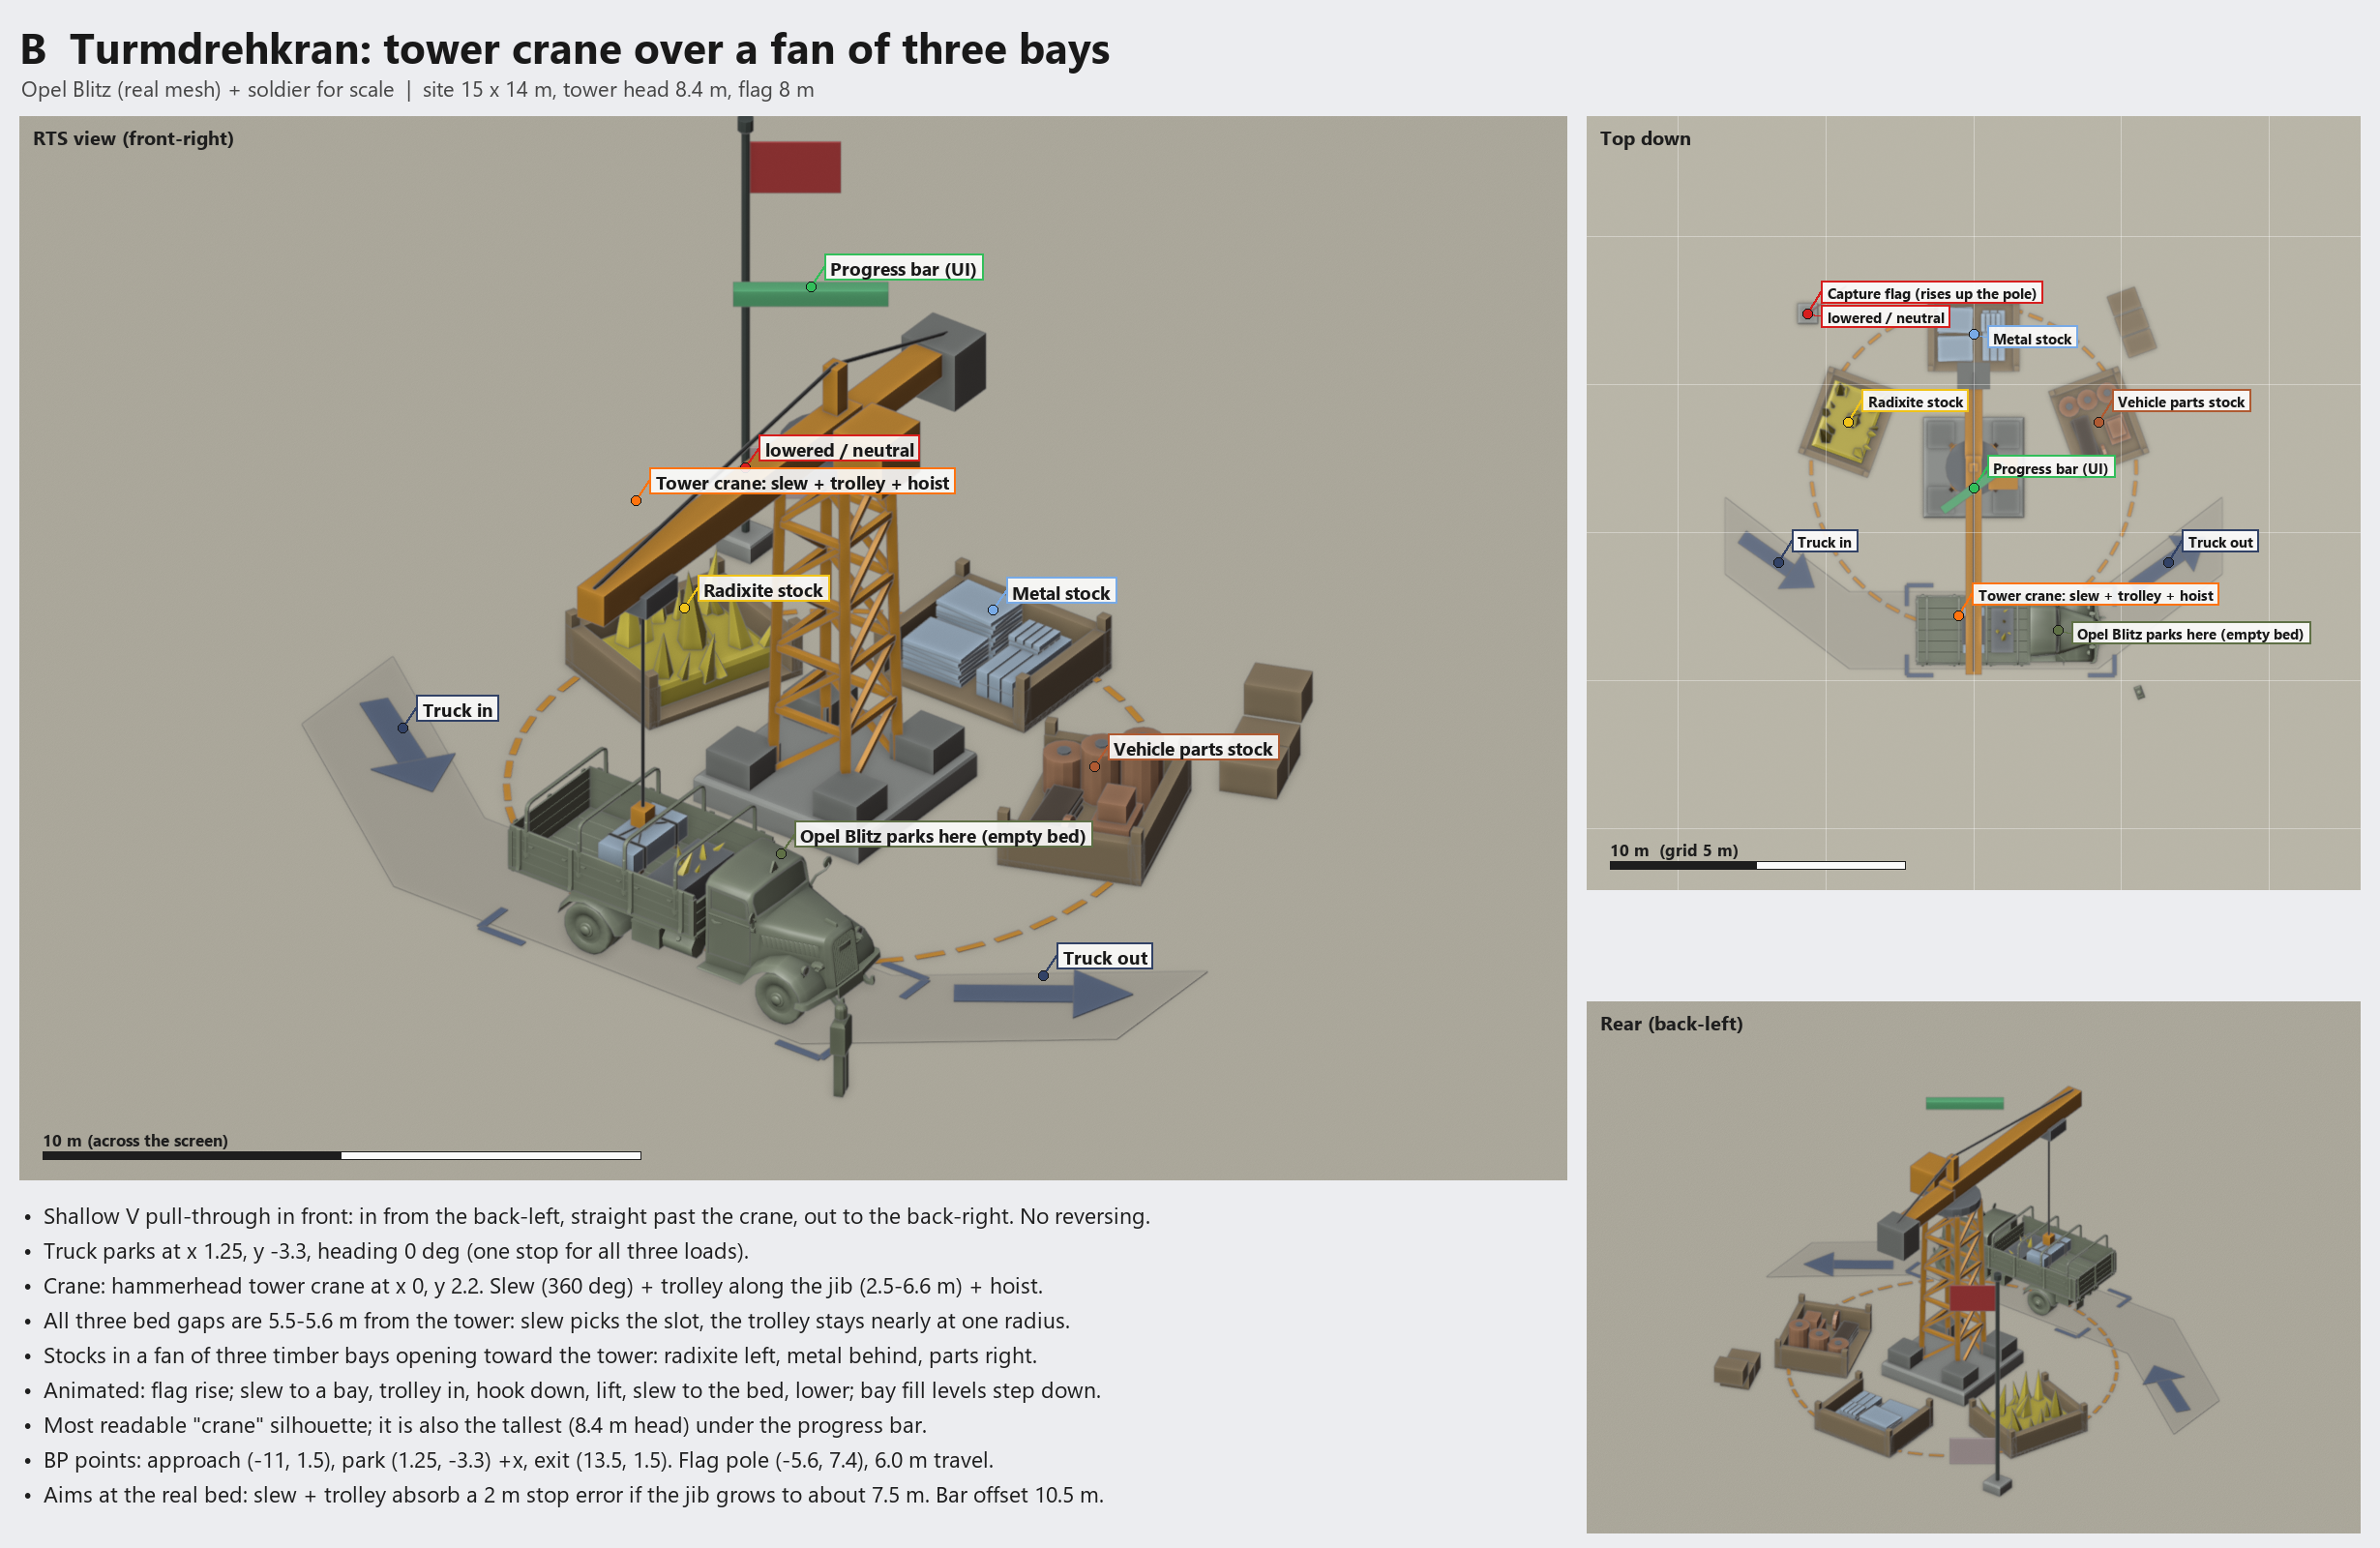 B Turmdrehkran: tower crane over a fan of three bays
Opel Blitz (real mesh) + soldier for scale | site 15 x 14 m, tower head 8.4 m, flag 8 m
RTS view (front-right)
Progress bar (UI)
lowered / neutral
Tower crane: slew + trolley + hoist
Radixite stock
Metal stock
Truck in
Vehicle parts stock
Opel Blitz parks here (empty bed)
Truck out
10 m (across the screen)
Top down
Capture flag (rises up the pole)
lowered / neutral
Metal stock
Radixite stock
Vehicle parts stock
Progress bar (UI)
Truck in
Truck out
Tower crane: slew + trolley + hoist
Opel Blitz parks here (empty bed)
10 m (grid 5 m)
Rear (back-left)
• Shallow V pull-through in front: in from the back-left, straight past the crane, out to the back-right. No reversing.
• Truck parks at x 1.25, y -3.3, heading 0 deg (one stop for all three loads).
• Crane: hammerhead tower crane at x 0, y 2.2. Slew (360 deg) + trolley along the jib (2.5-6.6 m) + hoist.
• All three bed gaps are 5.5-5.6 m from the tower: slew picks the slot, the trolley stays nearly at one radius.
• Stocks in a fan of three timber bays opening toward the tower: radixite left, metal behind, parts right.
• Animated: flag rise; slew to a bay, trolley in, hook down, lift, slew to the bed, lower; bay fill levels step down.
• Most readable "crane" silhouette; it is also the tallest (8.4 m head) under the progress bar.
• BP points: approach (-11, 1.5), park (1.25, -3.3) +x, exit (13.5, 1.5). Flag pole (-5.6, 7.4), 6.0 m travel.
• Aims at the real bed: slew + trolley absorb a 2 m stop error if the jib grows to about 7.5 m. Bar offset 10.5 m.